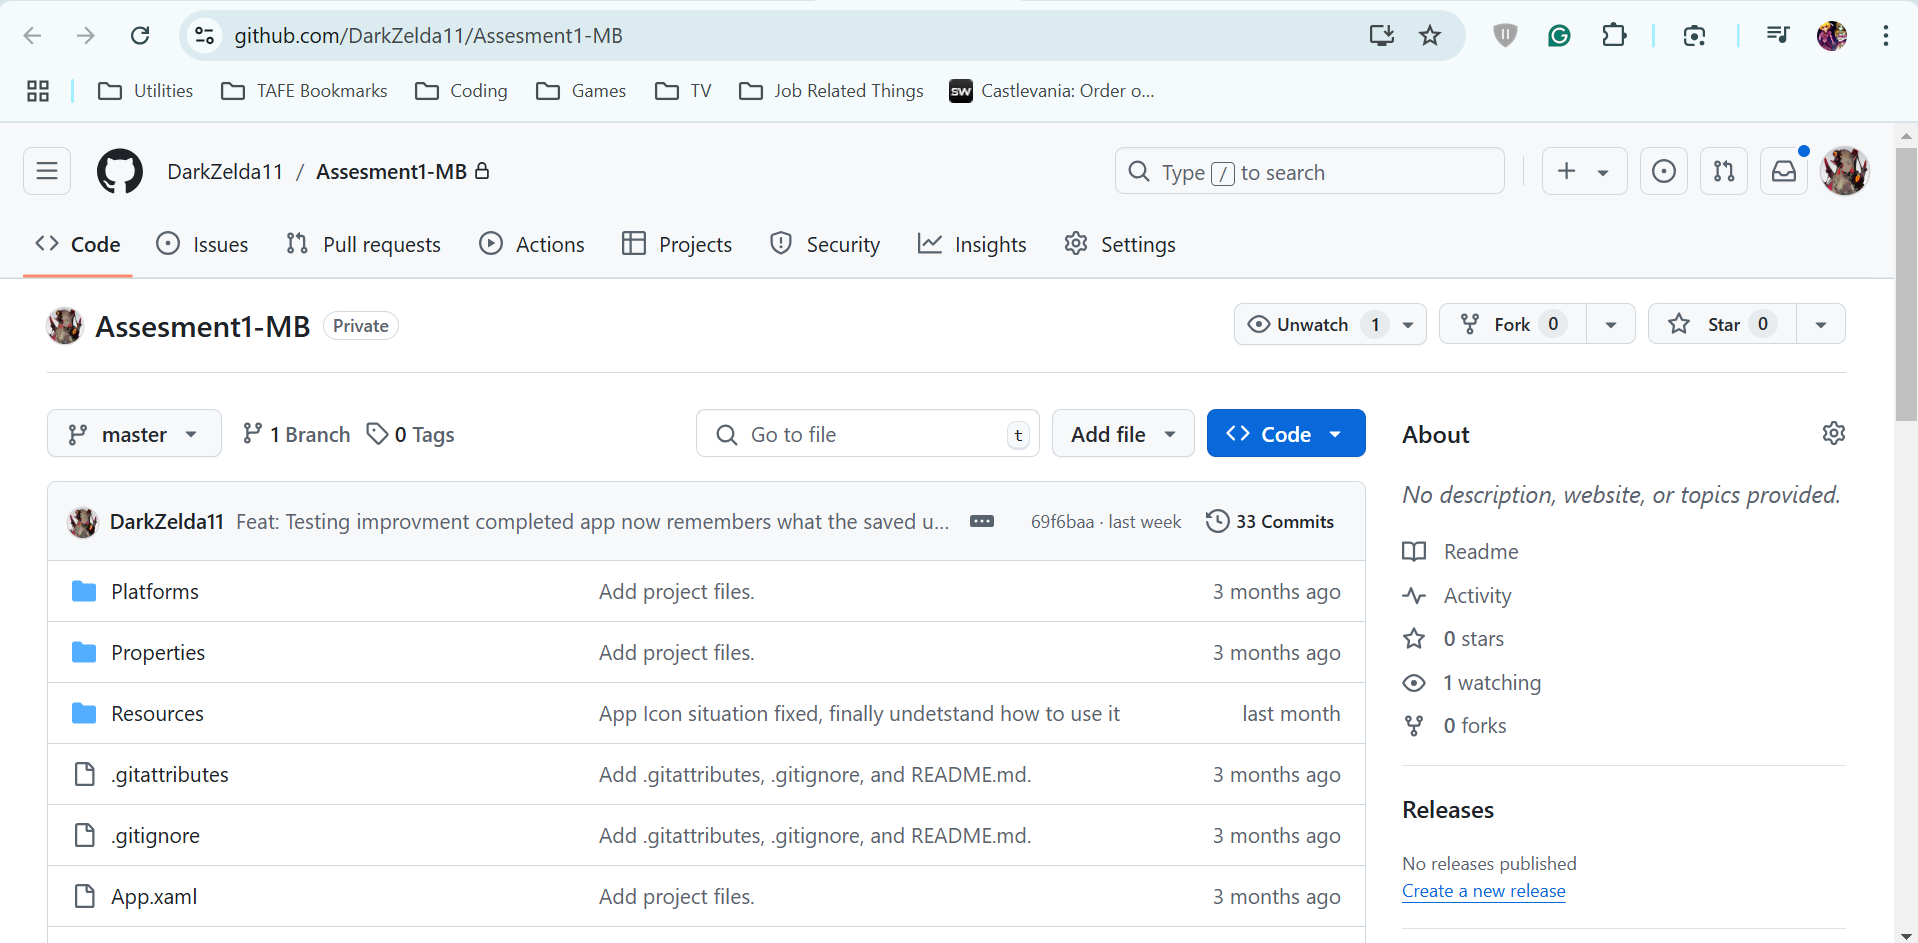 github.com/DarkZelda11/Assesment1-MB
Utilities TAFE Bookmarks Coding Games TV Job Related Things SW Castlevania: Order o...
DarkZelda11 / Assesment1-MB Type / to search
Code Issues Pull requests Actions Projects Security Insights Settings
Assesment1-MB Private Unwatch 1 Fork 0 Star 0
master 1 Branch 0 Tags Go to file t Add file Code
About
No description, website, or topics provided.
DarkZelda11 Feat: Testing improvment completed app now remembers what the saved u... 69f6baa · last week 33 Commits
Readme
Platforms Add project files. 3 months ago
Activity
0 stars
Properties Add project files. 3 months ago
1 watching
Resources App Icon situation fixed, finally undetstand how to use it last month
0 forks
.gitattributes Add .gitattributes, .gitignore, and README.md. 3 months ago
Releases
.gitignore Add .gitattributes, .gitignore, and README.md. 3 months ago
No releases published
Create a new release
App.xaml Add project files. 3 months ago